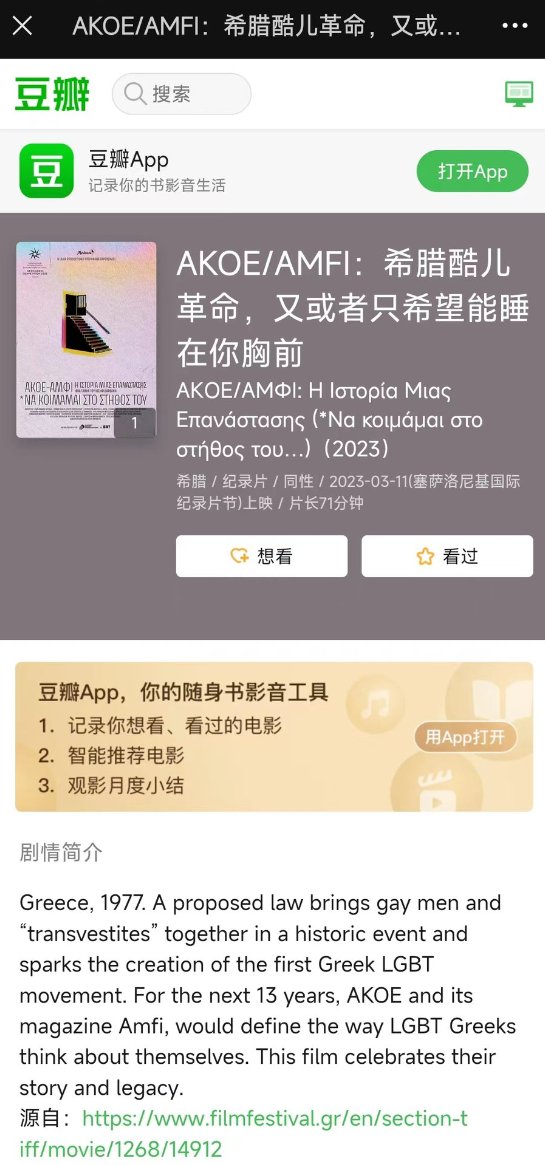 AKOE/AMFI：希腊酷儿革命，又或...
豆瓣
搜索
豆
豆瓣App
记录你的书影音生活
打开App
AKOE/AMFI：希腊酷儿
革命，又或者只希望能睡
在你胸前
AKOE/ΑΜΦΙ: Η Ιστορία Μιας
Επανάστασης (*Να κοιμάμαι στο
στήθος του...)（2023）
希腊 / 纪录片 / 同性 / 2023-03-11(塞萨洛尼基国际
纪录片节)上映 / 片长71分钟
ΑΚΟΕ-ΑΜΦΙ Η ΙΣΤΟΡΙΑ ΜΙΑΣ ΕΠΑΝΑΣΤΑΣΗΣ
*ΝΑ ΚΟΙΜΑΜΑΙ ΣΤΟ ΣΤΗΘΟΣ ΤΟΥ
1
想看
看过
豆瓣App，你的随身书影音工具
1. 记录你想看、看过的电影
2. 智能推荐电影
3. 观影月度小结
用App打开
剧情简介
Greece, 1977. A proposed law brings gay men and
“transvestites” together in a historic event and
sparks the creation of the first Greek LGBT
movement. For the next 13 years, AKOE and its
magazine Amfi, would define the way LGBT Greeks
think about themselves. This film celebrates their
story and legacy.
源自：https://www.filmfestival.gr/en/section-t
iff/movie/1268/14912